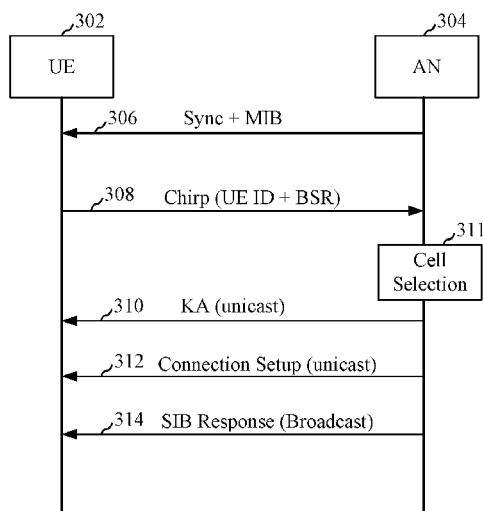 302
304
UE
AN
306
Sync + MIB
308
Chirp (UE ID + BSR)
311
Cell
Selection
310
KA (unicast)
312
Connection Setup (unicast)
314
SIB Response (Broadcast)